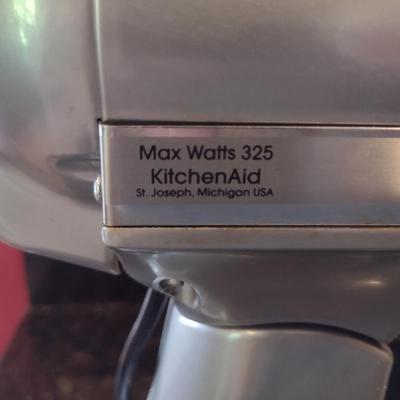 Max Watts 325
KitchenAid
St. Joseph, Michigan USA